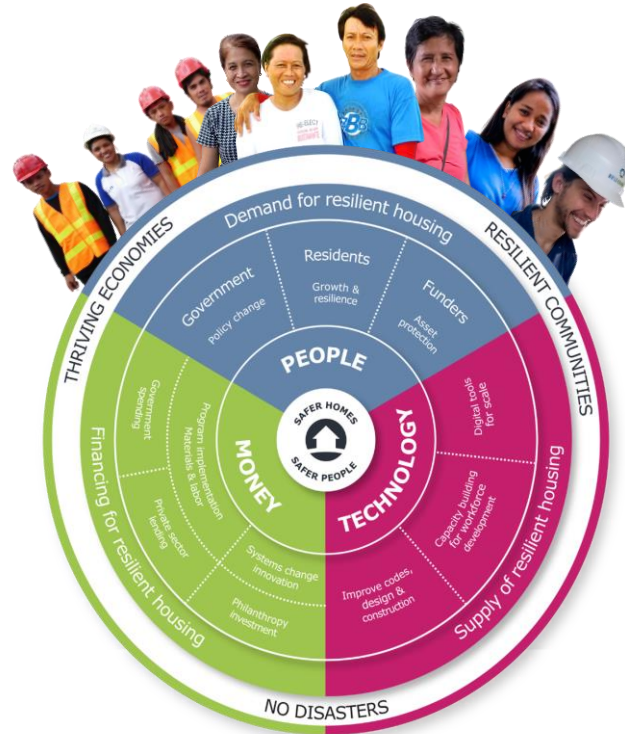 THRIVING ECONOMIES
RESILIENT COMMUNITIES
NO DISASTERS
Demand for resilient housing
Government
Policy change
Residents
Growth &
resilience
Funders
Asset
protection
PEOPLE
SAFER HOMES
SAFER PEOPLE
MONEY
TECHNOLOGY
Financing for resilient housing
Government
spending
Program implementation
Materials & labor
Private sector
lending
Systems change
innovation
Philanthropy
investment
Supply of resilient housing
Digital tools
for scale
Capacity building
for workforce
development
Improve codes,
design &
construction